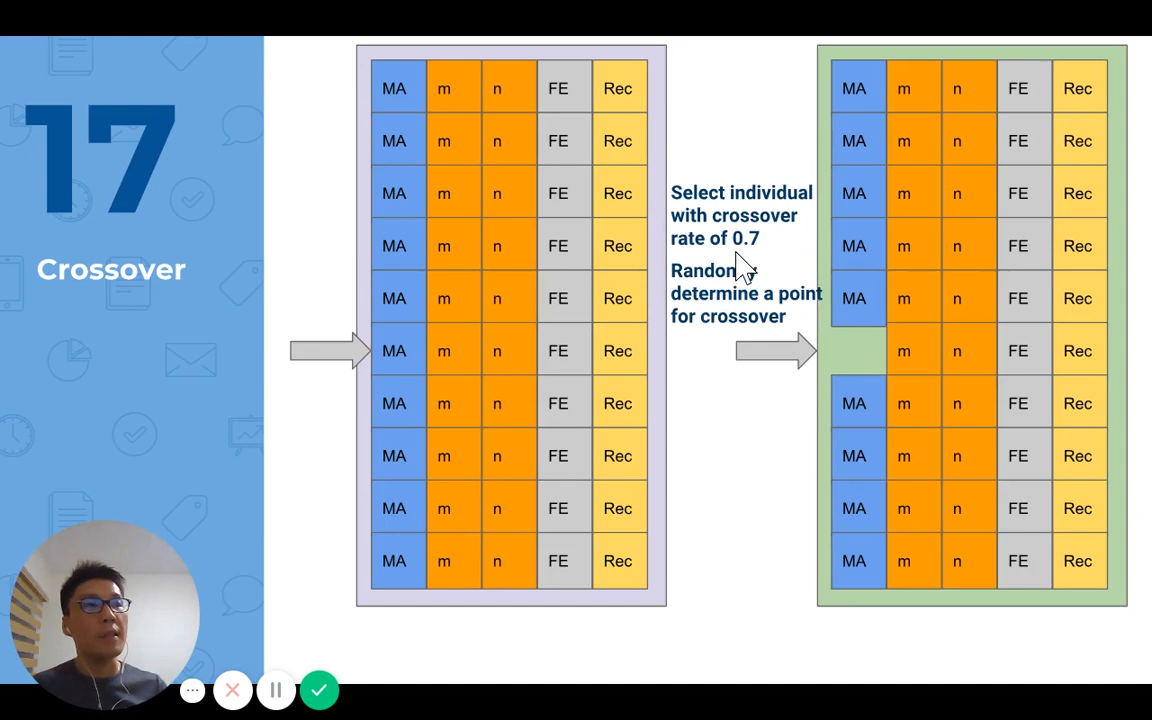 17
Crossover
MA m n FE Rec
MA m n FE Rec
MA m n FE Rec
MA m n FE Rec
MA m n FE Rec
MA m n FE Rec
MA m n FE Rec
MA m n FE Rec
MA m n FE Rec
MA m n FE Rec
Select individual
with crossover
rate of 0.7
determine a point
for crossover
MA m n FE Rec
MA m n FE Rec
MA m n FE Rec
MA m n FE Rec
MA m n FE Rec
m n FE Rec
MA m n FE Rec
MA m n FE Rec
MA m n FE Rec
MA m n FE Rec